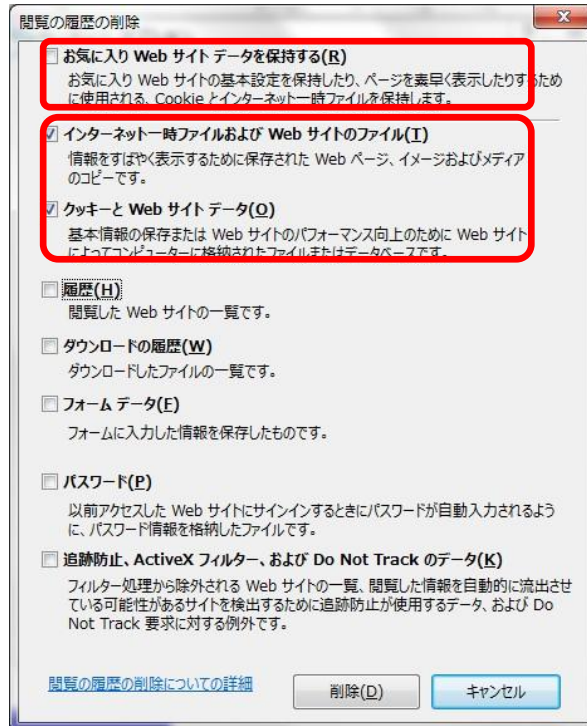 閲覧の履歴の削除
お気に入り Web サイト データを保持する(R)
お気に入り Web サイトの基本設定を保持したり、ページを素早く表示したりするため
に使用される、Cookie とインターネット一時ファイルを保持します。
インターネット一時ファイルおよび Web サイトのファイル(T)
情報をすばやく表示するために保存された Web ページ、イメージおよびメディア
のコピーです。
クッキーと Web サイト データ(O)
基本情報の保存または Web サイトのパフォーマンス向上のために Web サイト
によってコンピューターに格納されたファイルまたはデータベースです。
履歴(H)
閲覧した Web サイトの一覧です。
ダウンロードの履歴(W)
ダウンロードしたファイルの一覧です。
フォーム データ(F)
フォームに入力した情報を保存したものです。
パスワード(P)
以前アクセスした Web サイトにサインインするときにパスワードが自動入力されるよう
に、パスワード情報を格納したファイルです。
追跡防止、ActiveX フィルター、および Do Not Track のデータ(K)
フィルター処理から除外される Web サイトの一覧、閲覧した情報を自動的に流出させ
ている可能性があるサイトを検出するために追跡防止が使用するデータ、および Do
Not Track 要求に対する例外です。
閲覧の履歴の削除についての詳細
削除(D)
キャンセル